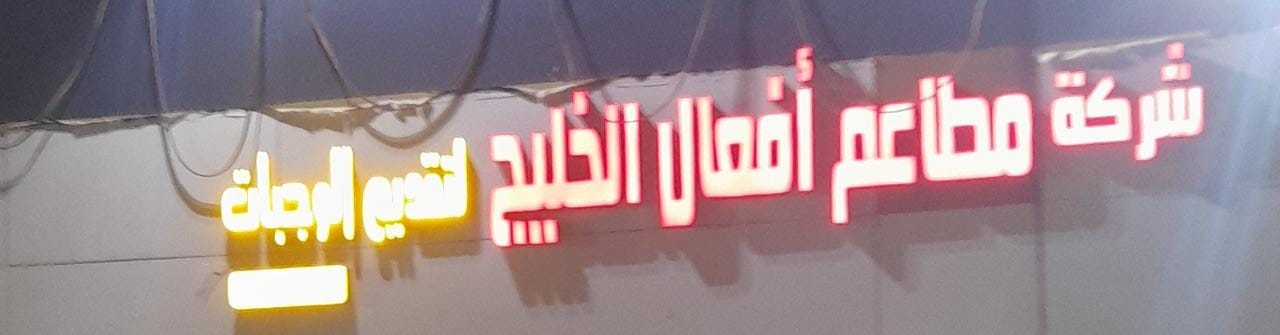 شركة مطاعم أفعال الخليج لتقديم الوجبات